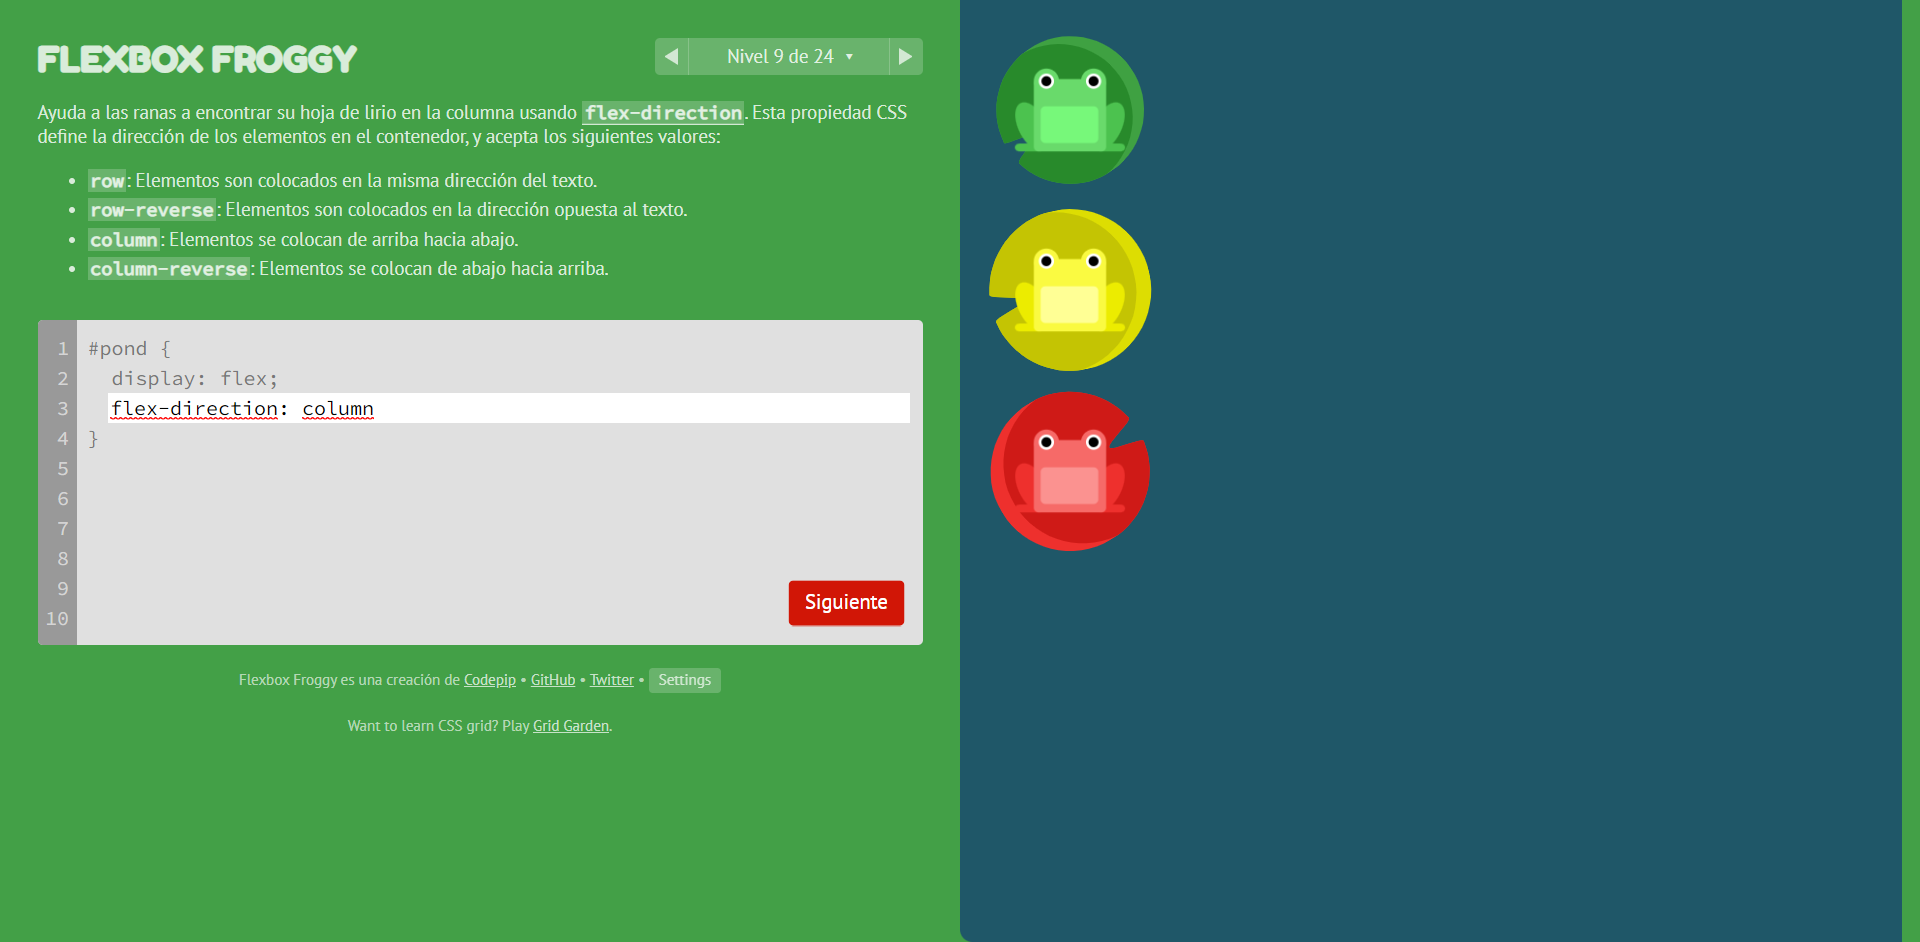 FLEXBOX FROGGY
Nivel 9 de 24
Ayuda a las ranas a encontrar su hoja de lirio en la columna usando flex-direction. Esta propiedad CSS
define la dirección de los elementos en el contenedor, y acepta los siguientes valores:
• row: Elementos son colocados en la misma dirección del texto.
• row-reverse: Elementos son colocados en la dirección opuesta al texto.
• column: Elementos se colocan de arriba hacia abajo.
• column-reverse: Elementos se colocan de abajo hacia arriba.
1 #pond {
2 display: flex;
3 flex-direction: column
4 }
5
6
7
8
9
10
Siguiente
Flexbox Froggy es una creación de Codepip • GitHub • Twitter • Settings
Want to learn CSS grid? Play Grid Garden.